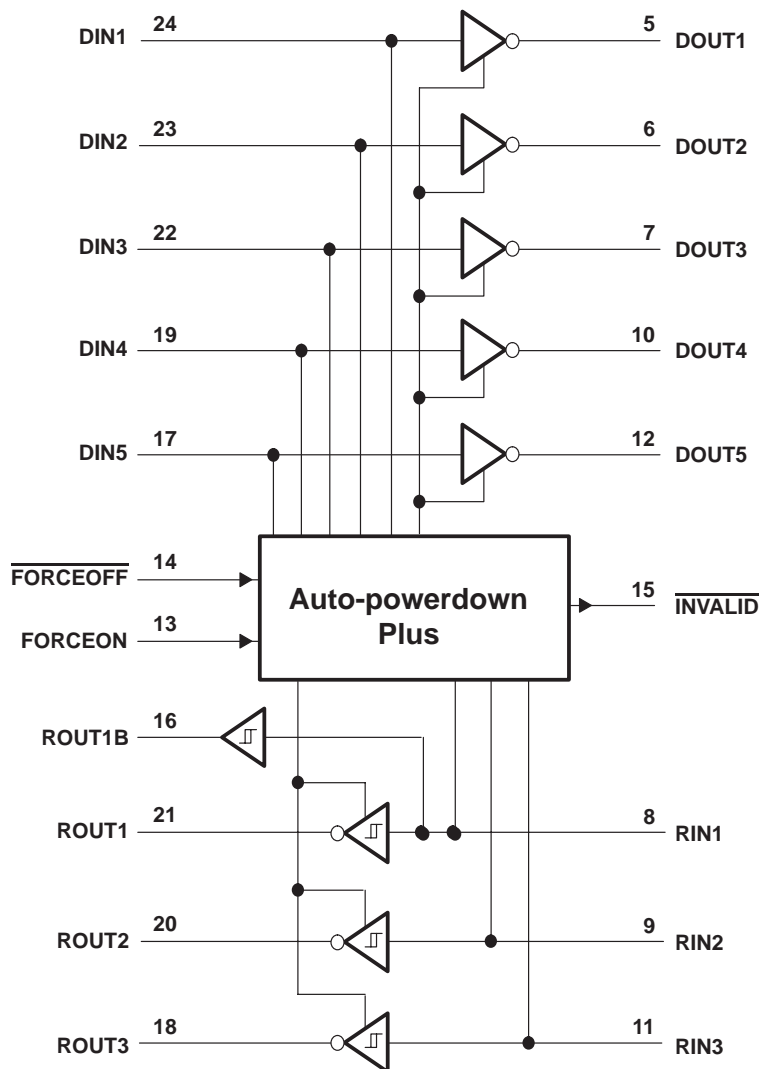 DIN1 24 5 DOUT1
DIN2 23 6 DOUT2
DIN3 22 7 DOUT3
DIN4 19 10 DOUT4
DIN5 17 12 DOUT5
FORCEOFF 14
Auto-powerdown
Plus
15 INVALID
FORCEON 13
ROUT1B 16
ROUT1 21 8 RIN1
ROUT2 20 9 RIN2
ROUT3 18 11 RIN3